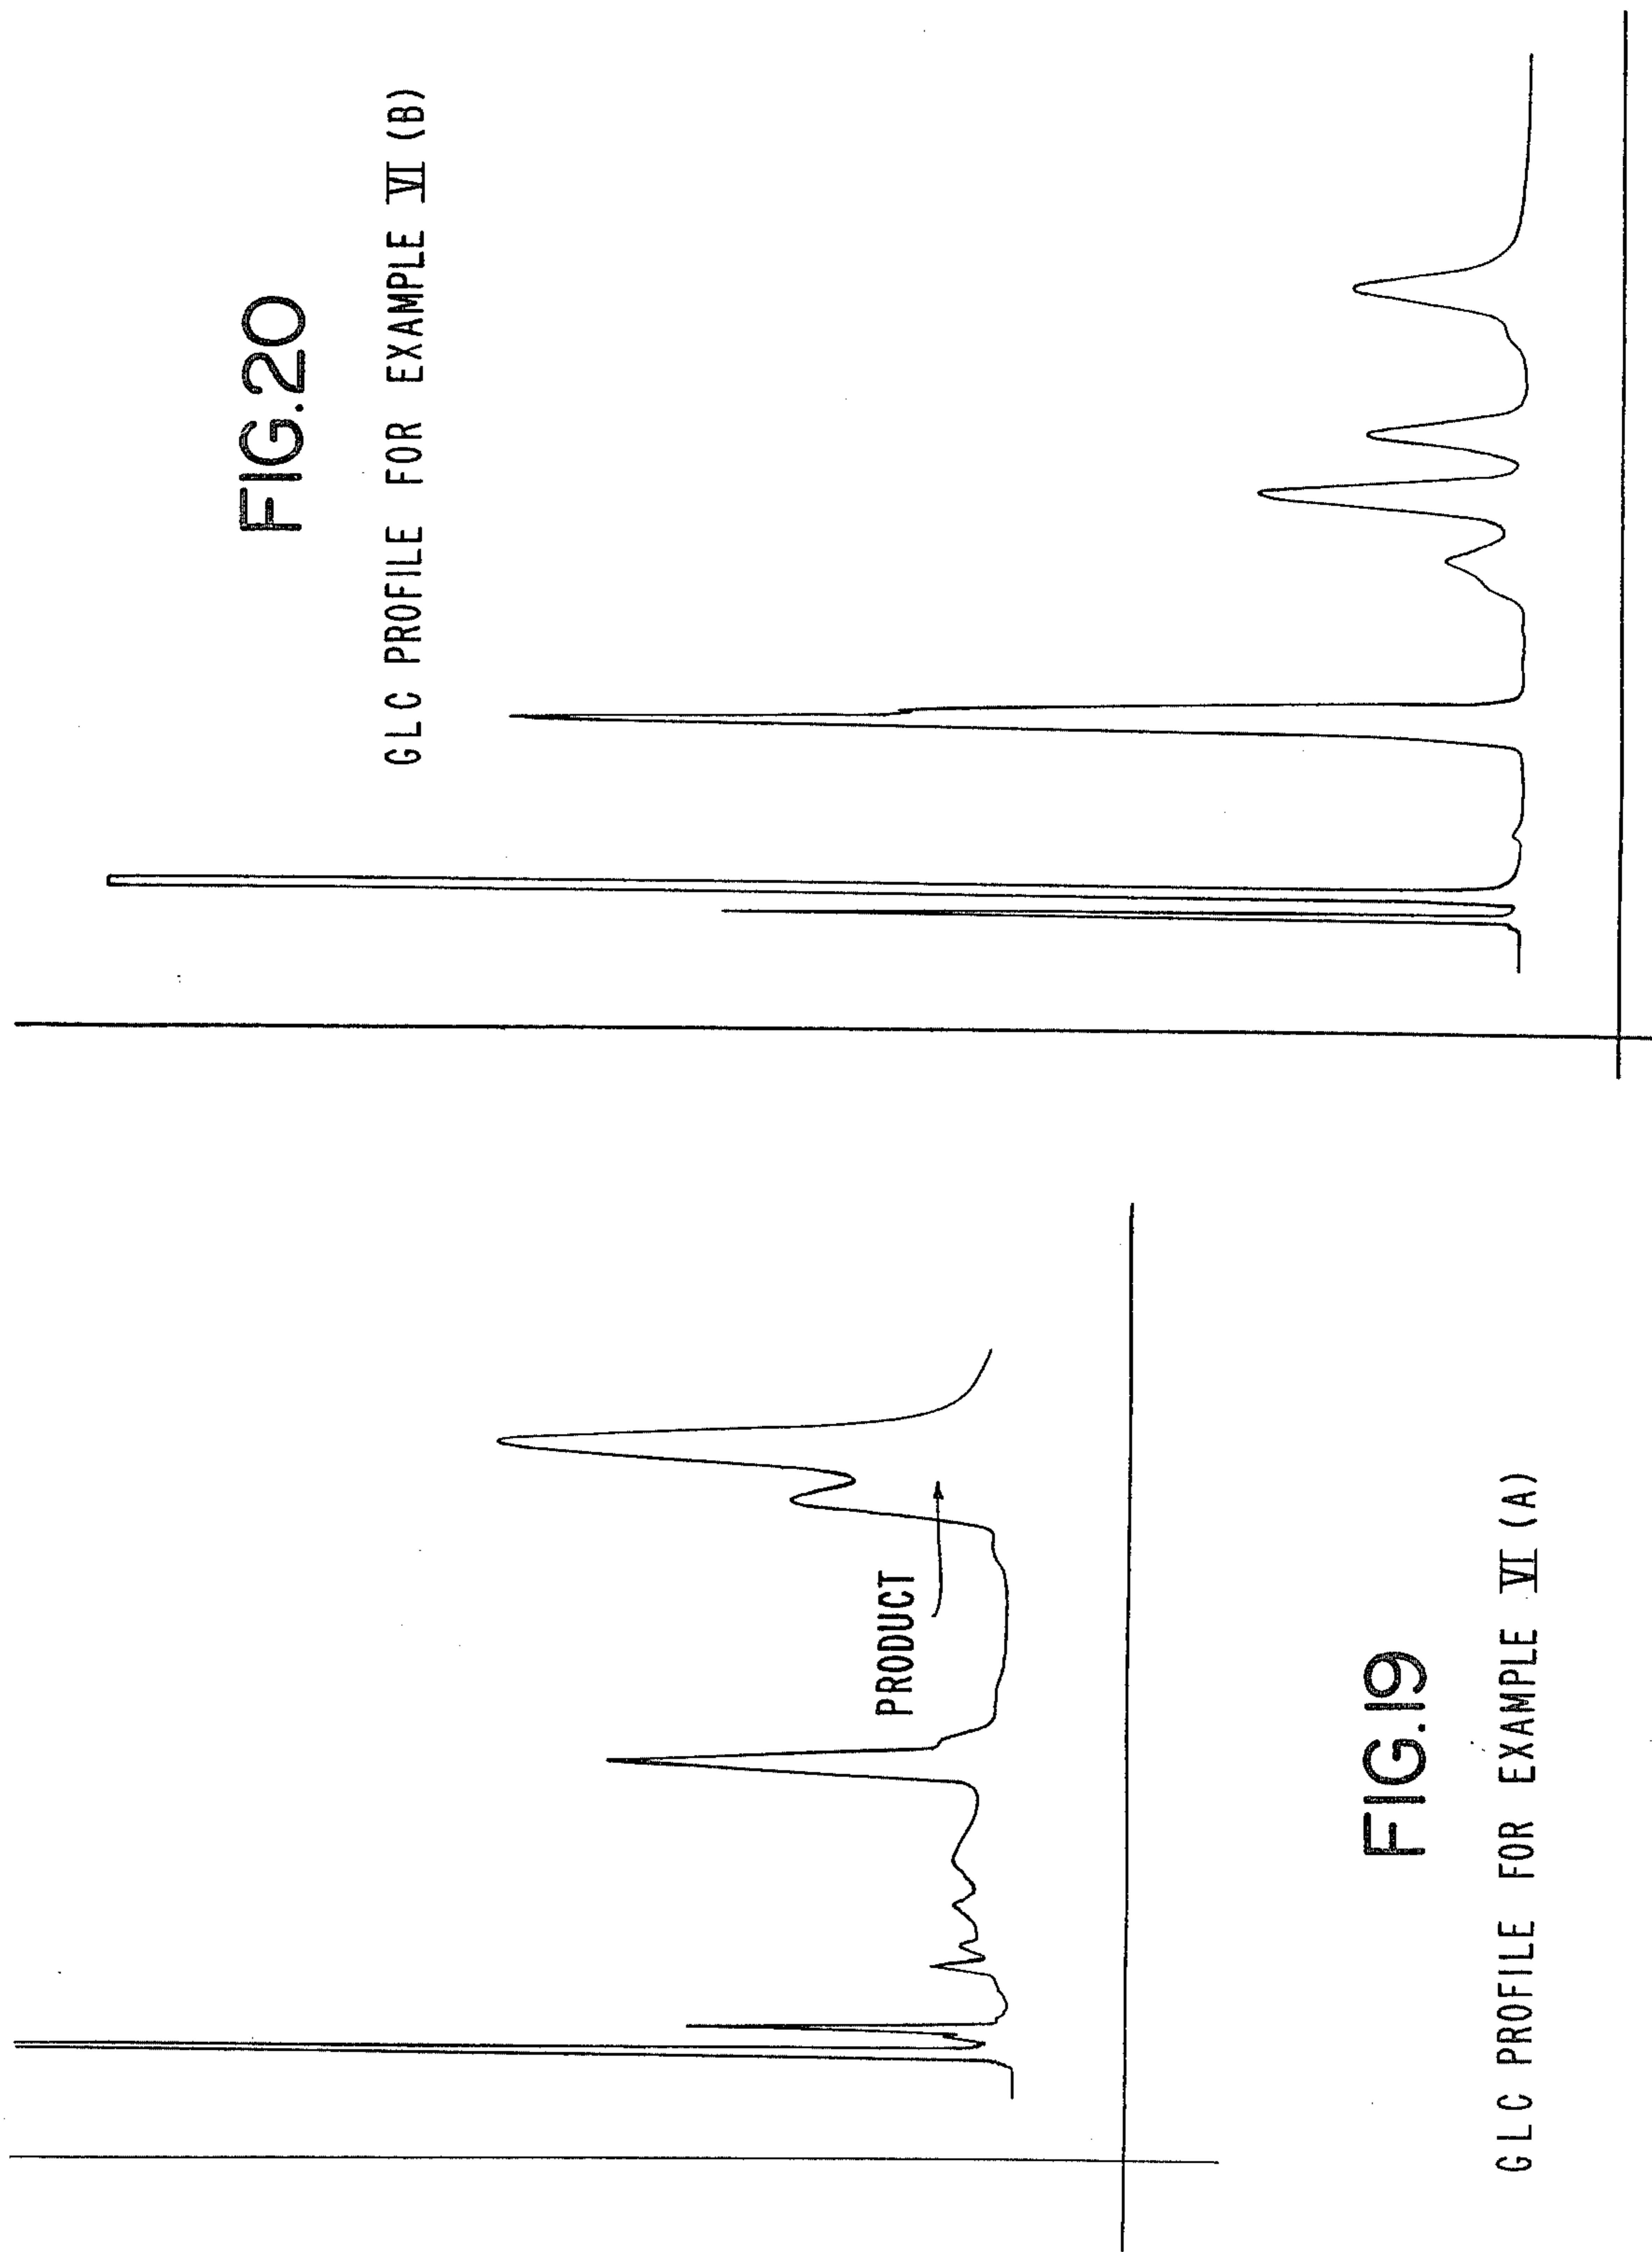 FIG.20
GLC PROFILE FOR EXAMPLE VI (B)
PRODUCT
FIG.19
GLC PROFILE FOR EXAMPLE VI (A)